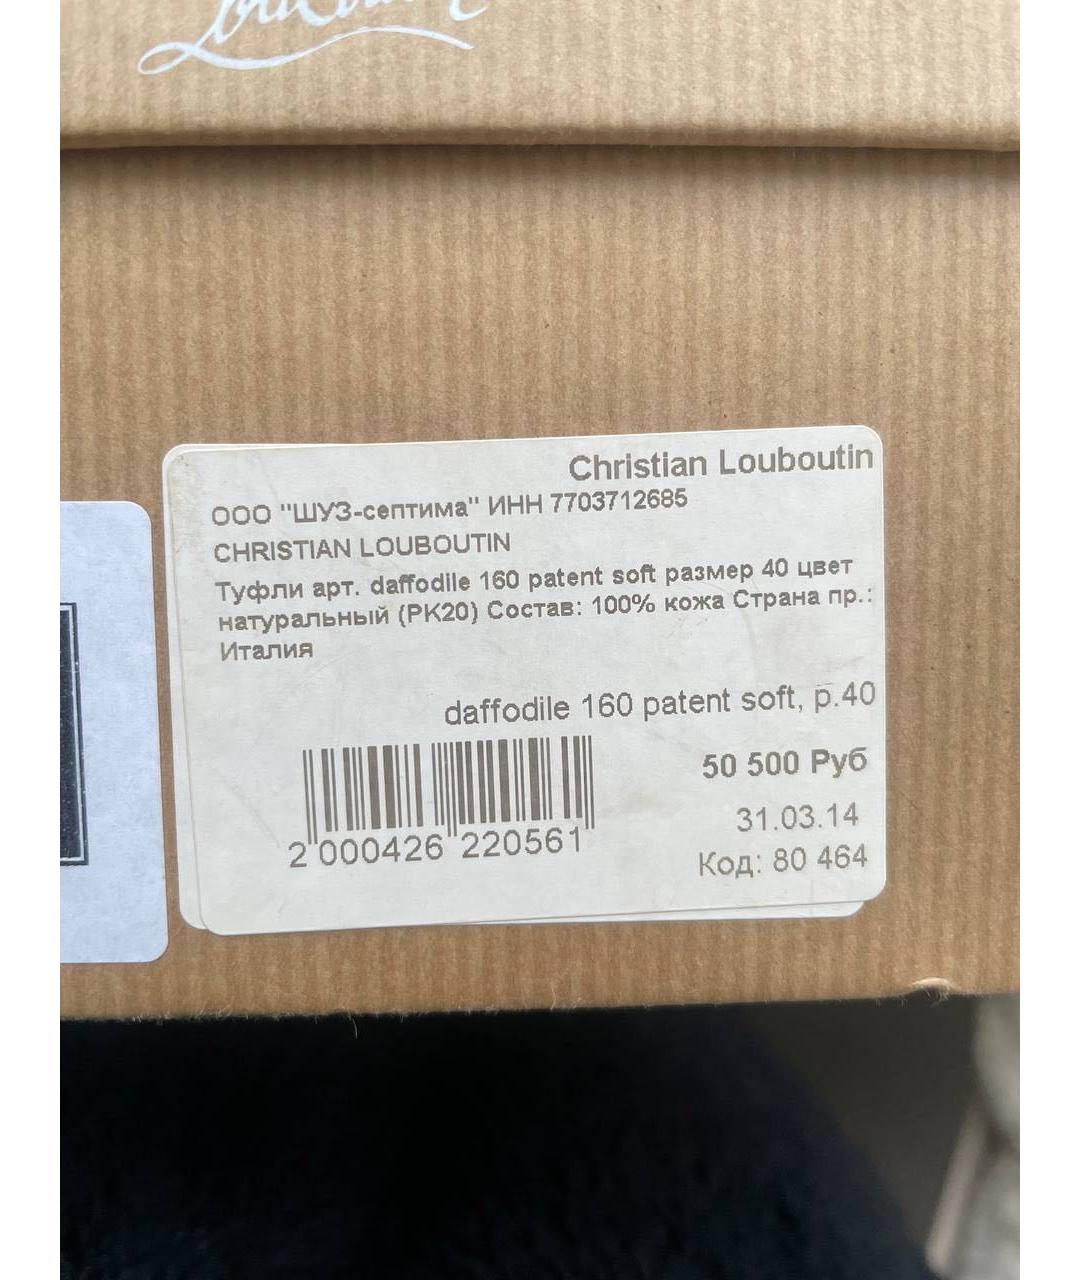 Louboutin
Christian Louboutin
ООО "ШУЗ-септима" ИНН 7703712685
CHRISTIAN LOUBOUTIN
Туфли арт. daffodile 160 patent soft размер 40 цвет
натуральный (PK20) Состав: 100% кожа Страна пр.:
Италия
daffodile 160 patent soft, р.40
50 500 Руб
31.03.14
2 000426 220561
Код: 80 464